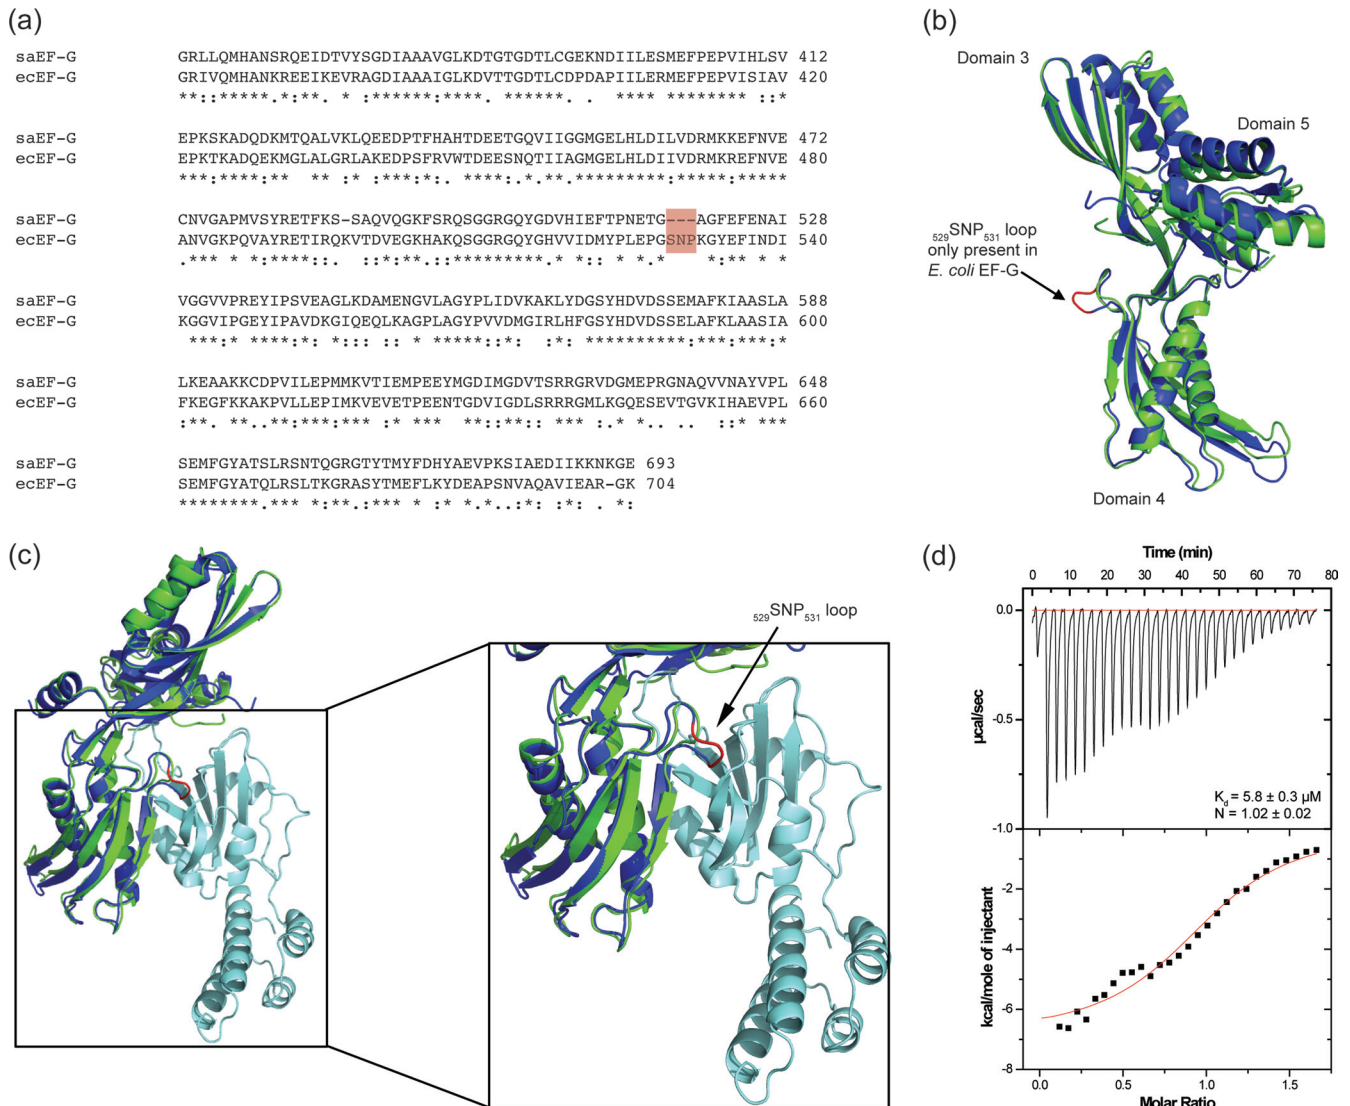 (a)
saEF-G GRLLQMHANSRQEIDTVYSGDIAAAVGLKDTGTGDTLCGEKNDIILESMEFPEPVIHLSV 412
ecEF-G GRIVQMHANKREEIKEVRAGDIAAAIGLKDVTTGDTLCDPDAPIILERMEFPEPVISIAV 420
**::*****.*:**. * :******:****. *****. . **** ******** ::*
saEF-G EPKSKADQDKMTQALVKLQEEDPTFHAHTDEETGQVIIGGMGELHLDILVDRMKKEFNVE 472
ecEF-G EPKTKADQEKMGLALGRLAKEDPSFRVWTDEESNQTIIAGMGELHLDIIVDRMKREFNVE 480
***:****:** ** :* :***:*:. ****:.*.**.*********:*****:*****
saEF-G CNVGAPMVSYRETFKS-SAQVQGKFSRQSGGRGQYGDVHIEFTPNETG---AGFEFENAI 528
ecEF-G ANVGKPQVAYRETIRQKVTDVEGKHAKQSGGRGQYGHVVIDMYPLEPGSNPKGYEFINDI 540
.*** * *:****::. ::*:**.::*********.* *:: * *.* *:** * *
saEF-G VGGVVPREYIPSVEAGLKDAMENGVLAGYPLIDVKAKLYDGSYHDVDSSEMAFKIAASLA 588
ecEF-G KGGVIPGEYIPAVDKGIQEQLKAGPLAGYPVVDMGIRLHFGSYHDVDSSELAFKLAASIA 600
***:* ****:*: *::: :: * *****::*: :*: **********:***:***:*
saEF-G LKEAAKKCDPVILEPMMKVTIEMPEEYMGDIMGDVTSRRGRVDGMEPRGNAQVVNAYVPL 648
ecEF-G FKEGFKKAKPVLLEPIMKVEVETPEENTGDVIGDLSRRRGMLKGQESEVTGVKIHAEVPL 660
:**. **..**:***:*** :* *** **::**:: *** :.* *.. .. ::* ***
saEF-G SEMFGYATSLRSNTQGRGTYTMYFDHYAEVPKSIAEDIIKKNKGE 693
ecEF-G SEMFGYATQLRSLTKGRASYTMEFLKYDEAPSNVAQAVIEAR-GK 704
********.*** *:**.:*** * :* *.*..:*: :*: . *:
(b)
Domain 3
Domain 5
529SNP531 loop
only present in
E. coli EF-G
Domain 4
(c)
529SNP531 loop
(d)
Time (min)
0 10 20 30 40 50 60 70 80
0.0
-0.5
-1.0
µcal/sec
Kd = 5.8 ± 0.3 µM
N = 1.02 ± 0.02
-2
-4
-6
-8
kcal/mole of injectant
0.0 0.5 1.0 1.5
Molar Ratio